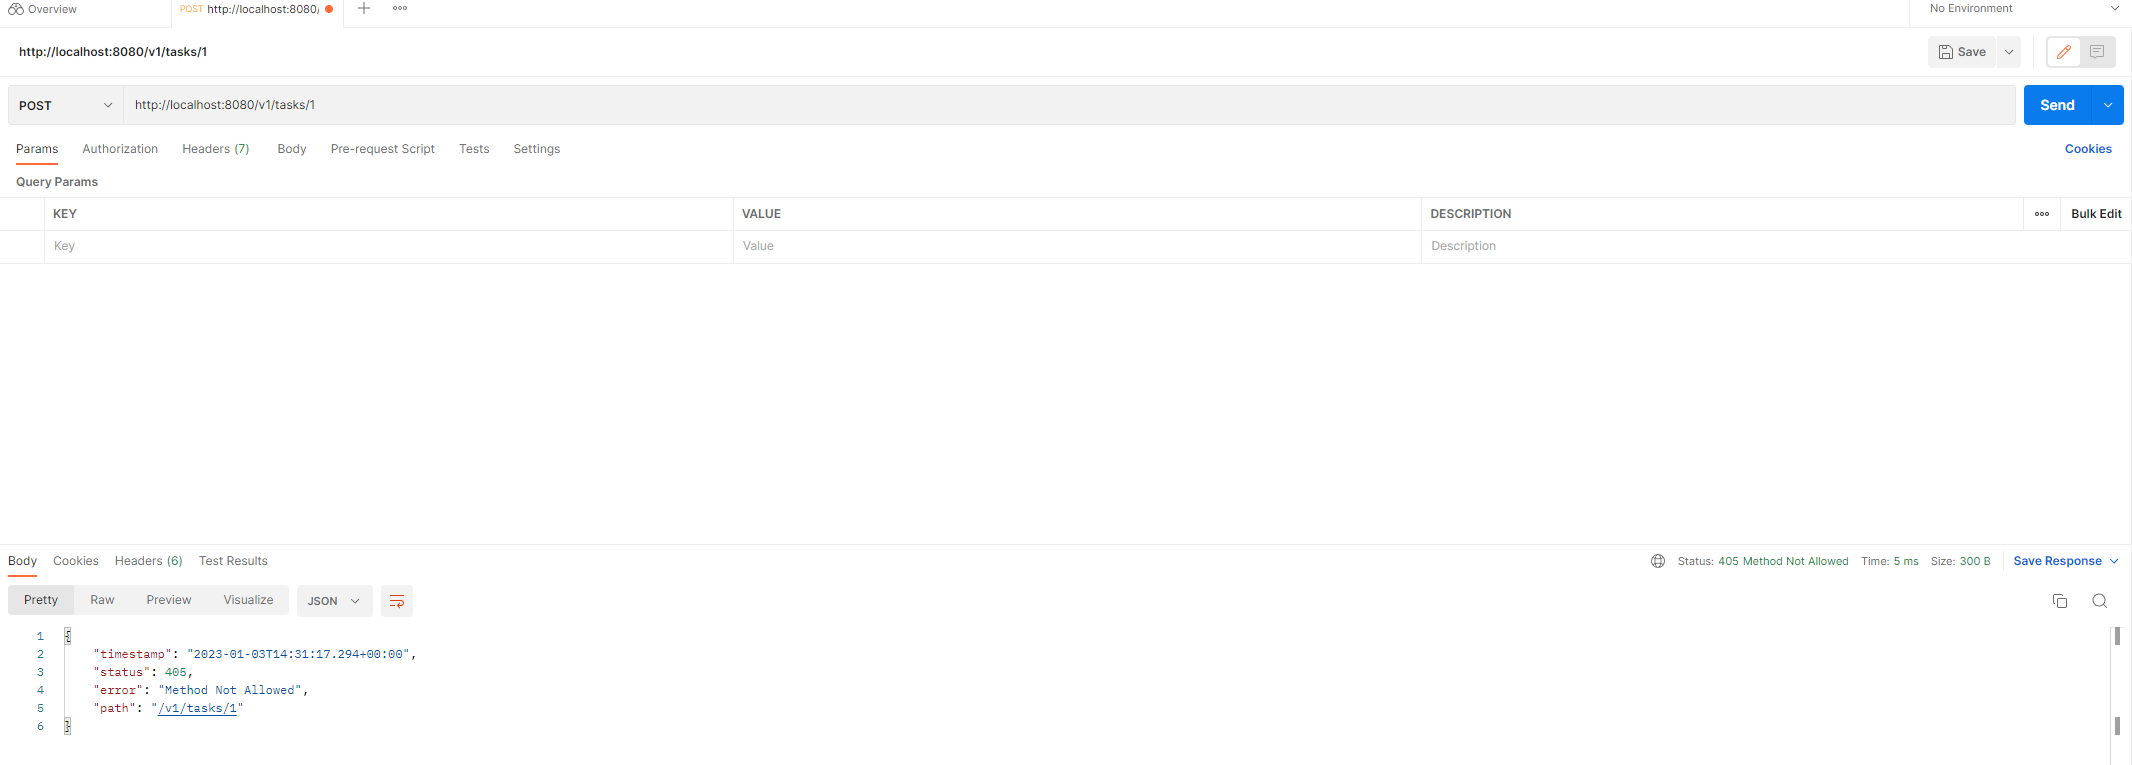 Overview
POST http://localhost:8080/
No Environment
http://localhost:8080/v1/tasks/1
Save
POST
http://localhost:8080/v1/tasks/1
Send
Params Authorization Headers (7) Body Pre-request Script Tests Settings
Cookies
Query Params
KEY VALUE DESCRIPTION
Bulk Edit
Key Value Description
Body Cookies Headers (6) Test Results
Status: 405 Method Not Allowed Time: 5 ms Size: 300 B
Save Response
Pretty Raw Preview Visualize JSON
1 {
2 "timestamp": "2023-01-03T14:31:17.294+00:00",
3 "status": 405,
4 "error": "Method Not Allowed",
5 "path": "/v1/tasks/1"
6 }